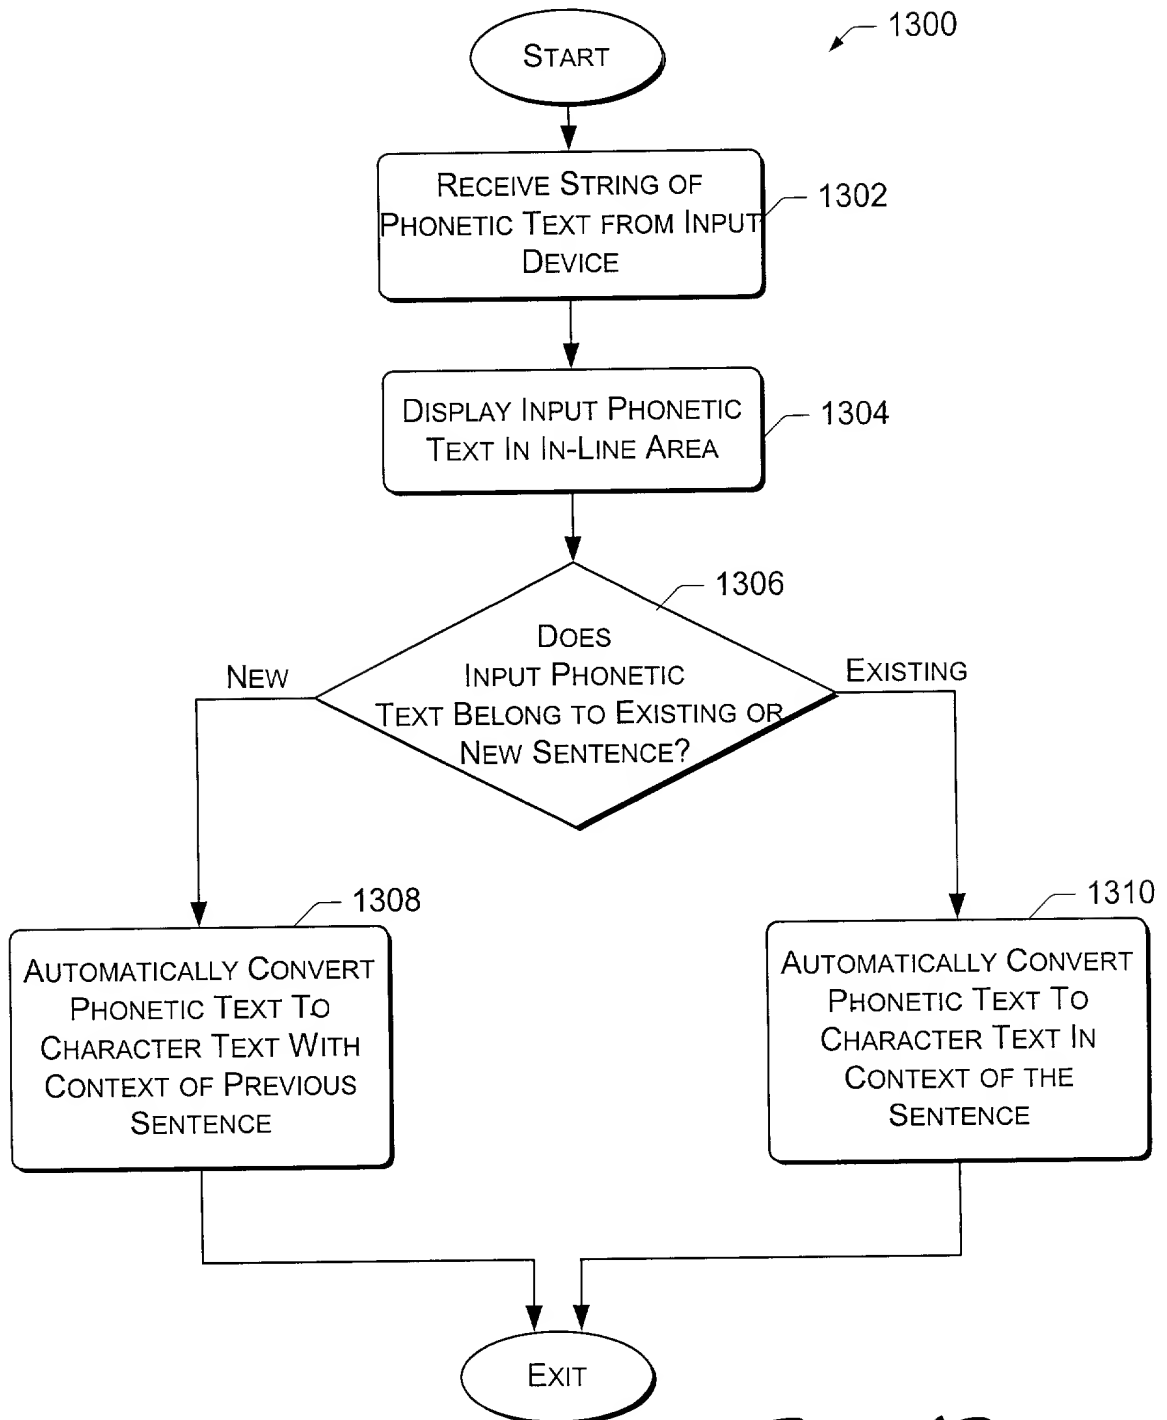 1300
START
RECEIVE STRING OF
PHONETIC TEXT FROM INPUT
DEVICE
1302
DISPLAY INPUT PHONETIC
TEXT IN IN-LINE AREA
1304
1306
DOES
INPUT PHONETIC
TEXT BELONG TO EXISTING OR
NEW SENTENCE?
NEW
EXISTING
1308
AUTOMATICALLY CONVERT
PHONETIC TEXT TO
CHARACTER TEXT WITH
CONTEXT OF PREVIOUS
SENTENCE
1310
AUTOMATICALLY CONVERT
PHONETIC TEXT TO
CHARACTER TEXT IN
CONTEXT OF THE
SENTENCE
EXIT